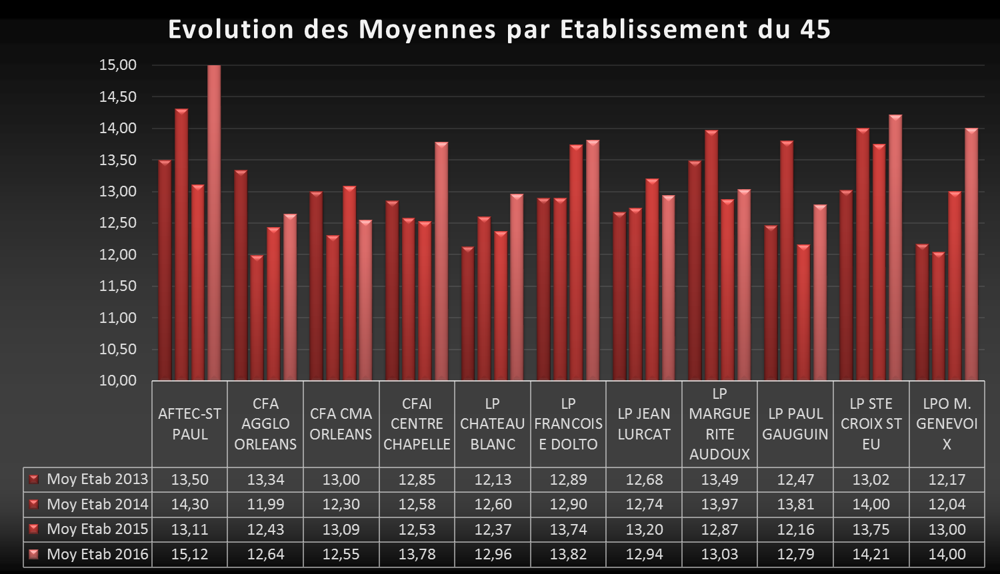 Evolution des Moyennes par Etablissement du 45
15,00
14,50
14,00
13,50
13,00
12,50
12,00
11,50
11,00
10,50
10,00
AFTEC-ST
PAUL
CFA
AGGLO
ORLEANS
CFA CMA
ORLEANS
CFAI
CENTRE
CHAPELLE
LP
CHATEAU
BLANC
LP
FRANCOIS
E DOLTO
LP JEAN
LURCAT
LP
MARGUE
RITE
AUDOUX
LP PAUL
GAUGUIN
LP STE
CROIX ST
EU
LPO M.
GENEVOI
X
Moy Etab 2013 13,50 13,34 13,00 12,85 12,13 12,89 12,68 13,49 12,47 13,02 12,17
Moy Etab 2014 14,30 11,99 12,30 12,58 12,60 12,90 12,74 13,97 13,81 14,00 12,04
Moy Etab 2015 13,11 12,43 13,09 12,53 12,37 13,74 13,20 12,87 12,16 13,75 13,00
Moy Etab 2016 15,12 12,64 12,55 13,78 12,96 13,82 12,94 13,03 12,79 14,21 14,00